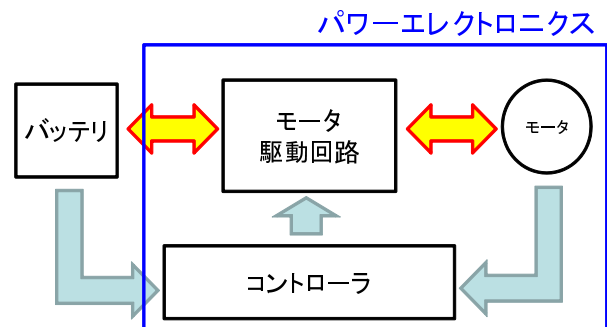 パワーエレクトロニクス
バッテリ
モータ
駆動回路
モータ
コントローラ